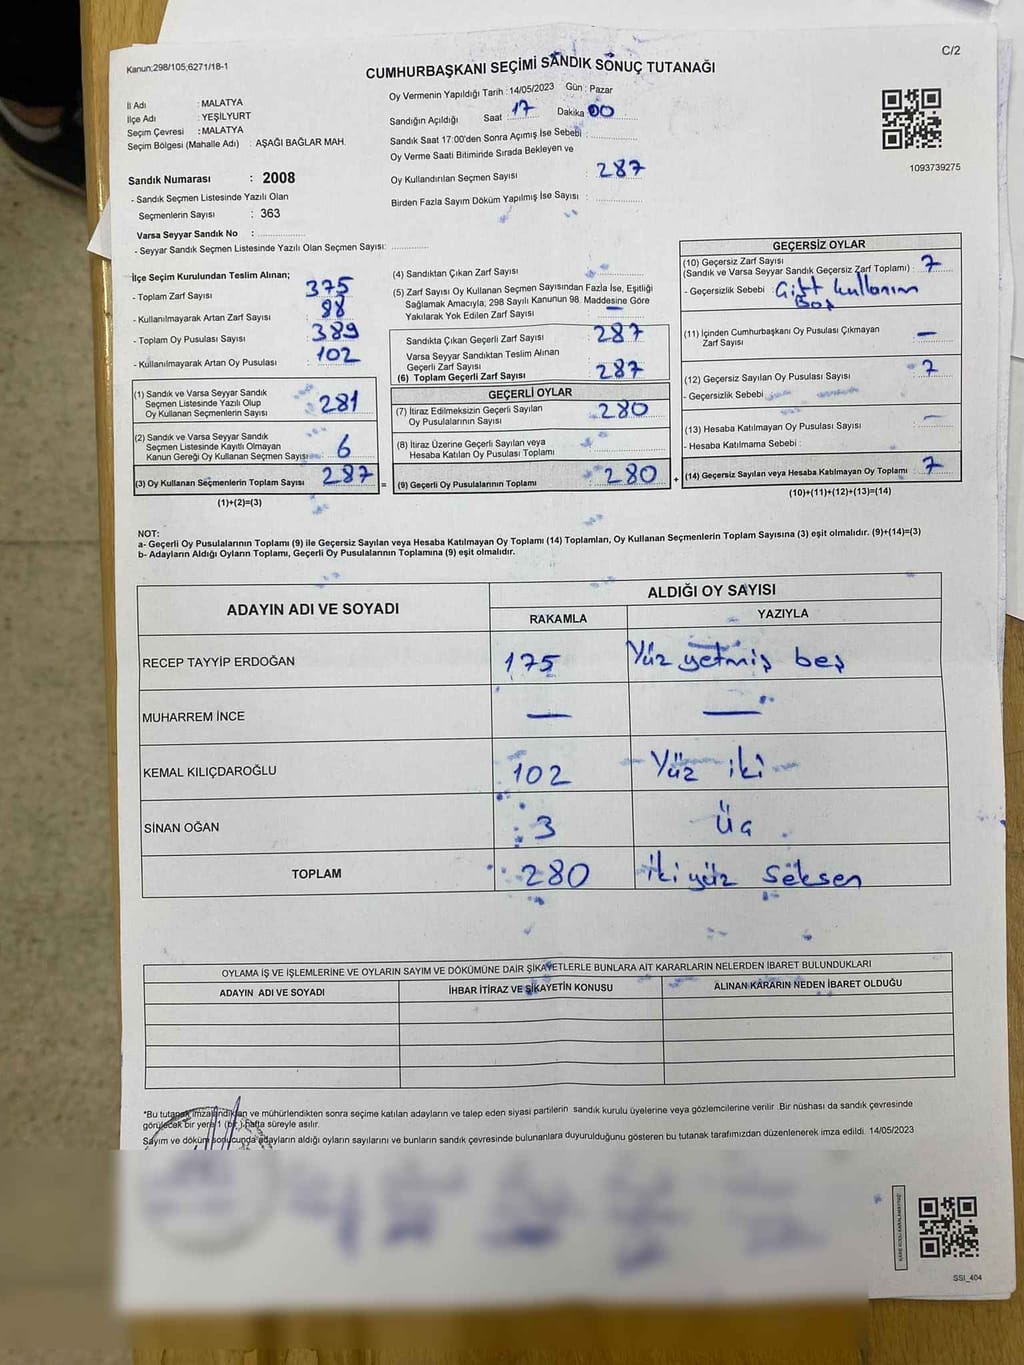 C/2
Kanun:298/105,6271/18-1
CUMHURBAŞKANI SEÇİMİ SANDIK SONUÇ TUTANAĞI
İl Adı : MALATYA
İlçe Adı : YEŞİLYURT
Seçim Çevresi : MALATYA
Seçim Bölgesi (Mahalle Adı) : AŞAĞI BAĞLAR MAH.
Sandık Numarası : 2008
- Sandık Seçmen Listesinde Yazılı Olan
Seçmenlerin Sayısı : 363
Varsa Seyyar Sandık No :
- Seyyar Sandık Seçmen Listesinde Yazılı Olan Seçmen Sayısı:
Oy Vermenin Yapıldığı Tarih : 14/05/2023 Gün : Pazar
Sandığın Açıldığı Saat 17 Dakika 00
Sandık Saat 17:00'den Sonra Açımış İse Sebebi :
Oy Verme Saati Bitiminde Sırada Bekleyen ve
Oy Kullandırılan Seçmen Sayısı : 287
Birden Fazla Sayım Döküm Yapılmış İse Sayısı :
1093739275
İlçe Seçim Kurulundan Teslim Alınan;
- Toplam Zarf Sayısı : 375
- Kullanılmayarak Artan Zarf Sayısı : 88
- Toplam Oy Pusulası Sayısı : 389
- Kullanılmayarak Artan Oy Pusulası : 102
(1) Sandık ve Varsa Seyyar Sandık
Seçmen Listesinde Yazılı Olup
Oy Kullanan Seçmenlerin Sayısı : 281
(2) Sandık ve Varsa Seyyar Sandık
Seçmen Listesinde Kayıtlı Olmayan
Kanun Gereği Oy Kullanan Seçmen Sayısı : 6
(3) Oy Kullanan Seçmenlerin Toplam Sayısı 287 =
(1)+(2)=(3)
(4) Sandıktan Çıkan Zarf Sayısı :
(5) Zarf Sayısı Oy Kullanan Seçmen Sayısından Fazla İse, Eşitliği
Sağlamak Amacıyla; 298 Sayılı Kanunun 98. Maddesine Göre
Yakılarak Yok Edilen Zarf Sayısı : —
Sandıkta Çıkan Geçerli Zarf Sayısı : 287
Varsa Seyyar Sandıktan Teslim Alınan
Geçerli Zarf Sayısı
(6) Toplam Geçerli Zarf Sayısı : 287
GEÇERLİ OYLAR
(7) İtiraz Edilmeksizin Geçerli Sayılan
Oy Pusulasının Sayısı : 280
(8) İtiraz Üzerine Geçerli Sayılan veya
Hesaba Katılan Oy Pusulası Toplamı :
(9) Geçerli Oy Pusulalarının Toplamı : 280 +
GEÇERSİZ OYLAR
(10) Geçersiz Zarf Sayısı
(Sandık ve Varsa Seyyar Sandık Geçersiz Zarf Toplamı) : 7
- Geçersizlik Sebebi : Çift kullanım
Boş
(11) İçinden Cumhurbaşkanı Oy Pusulası Çıkmayan
Zarf Sayısı : —
(12) Geçersiz Sayılan Oy Pusulası Sayısı : 7
- Geçersizlik Sebebi :
(13) Hesaba Katılmayan Oy Pusulası Sayısı : —
- Hesaba Katılmama Sebebi :
(14) Geçersiz Sayılan veya Hesaba Katılmayan Oy Toplamı : 7
(10)+(11)+(12)+(13)=(14)
NOT:
a- Geçerli Oy Pusulalarının Toplamı (9) ile Geçersiz Sayılan veya Hesaba Katılmayan Oy Toplamı (14) Toplamları, Oy Kullanan Seçmenlerin Toplam Sayısına (3) eşit olmalıdır. (9)+(14)=(3)
b- Adayların Aldığı Oyların Toplamı, Geçerli Oy Pusulalarının Toplamına (9) eşit olmalıdır.
ADAYIN ADI VE SOYADI ALDIĞI OY SAYISI
RAKAMLA YAZIYLA
RECEP TAYYİP ERDOĞAN 175 Yüz yetmiş beş
MUHARREM İNCE — —
KEMAL KILIÇDAROĞLU 102 Yüz iki
SİNAN OĞAN 3 Üç
TOPLAM 280 İki yüz seksen
OYLAMA İŞ VE İŞLEMLERİNE VE OYLARIN SAYIM VE DÖKÜMÜNE DAİR ŞİKAYETLERLE BUNLARA AİT KARARLARIN NELERDEN İBARET BULUNDUKLARI
ADAYIN ADI VE SOYADI İHBAR İTİRAZ VE ŞİKAYETİN KONUSU ALINAN KARARIN NEDEN İBARET OLDUĞU
*Bu tutanak imzalandıktan ve mühürlendikten sonra seçime katılan adayların ve talep eden siyasi partilerin sandık kurulu üyelerine veya gözlemcilerine verilir .Bir nüshası da sandık çevresinde
görülecek bir yere 1 (bir ) hafta süreyle asılır.
Sayım ve döküm sonucunda adayların aldığı oyların sayılarını ve bunların sandık çevresinde bulunanlara duyurulduğunu gösteren bu tutanak tarafımızdan düzenlenerek imza edildi. 14/05/2023
SSI_404